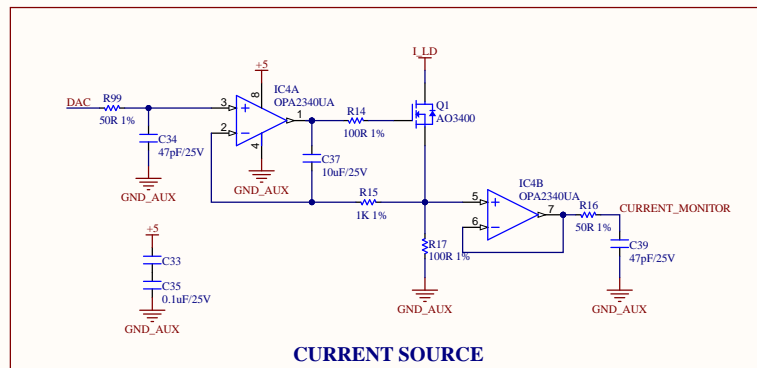 +5
I_LD
IC4A
OPA2340UA
DAC
R99
50R 1%
3
8
1
2
4
R14
100R 1%
Q1
AO3400
C34
47pF/25V
GND_AUX
GND_AUX
C37
10uF/25V
R15
1K 1%
IC4B
OPA2340UA
5
6
7
R16
50R 1%
CURRENT_MONITOR
R17
100R 1%
C39
47pF/25V
+5
C33
C35
0.1uF/25V
GND_AUX
GND_AUX
GND_AUX
CURRENT SOURCE